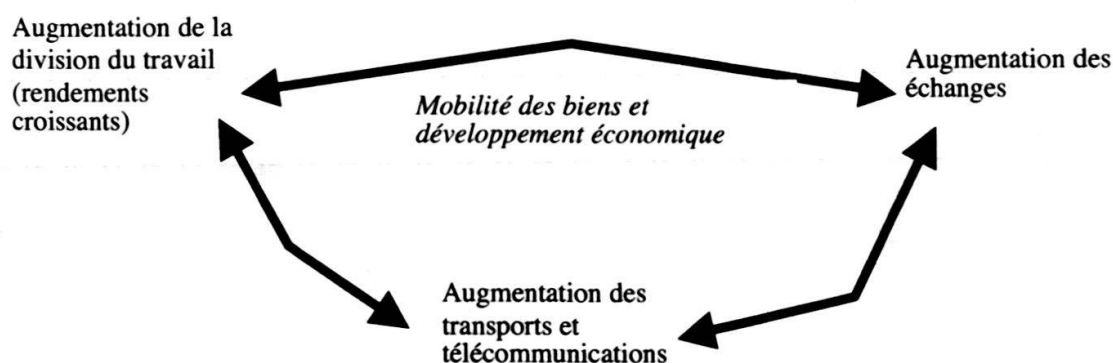 Augmentation de la
division du travail
(rendements
croissants)
Augmentation des
échanges
Mobilité des biens et
développement économique
Augmentation des
transports et
télécommunications